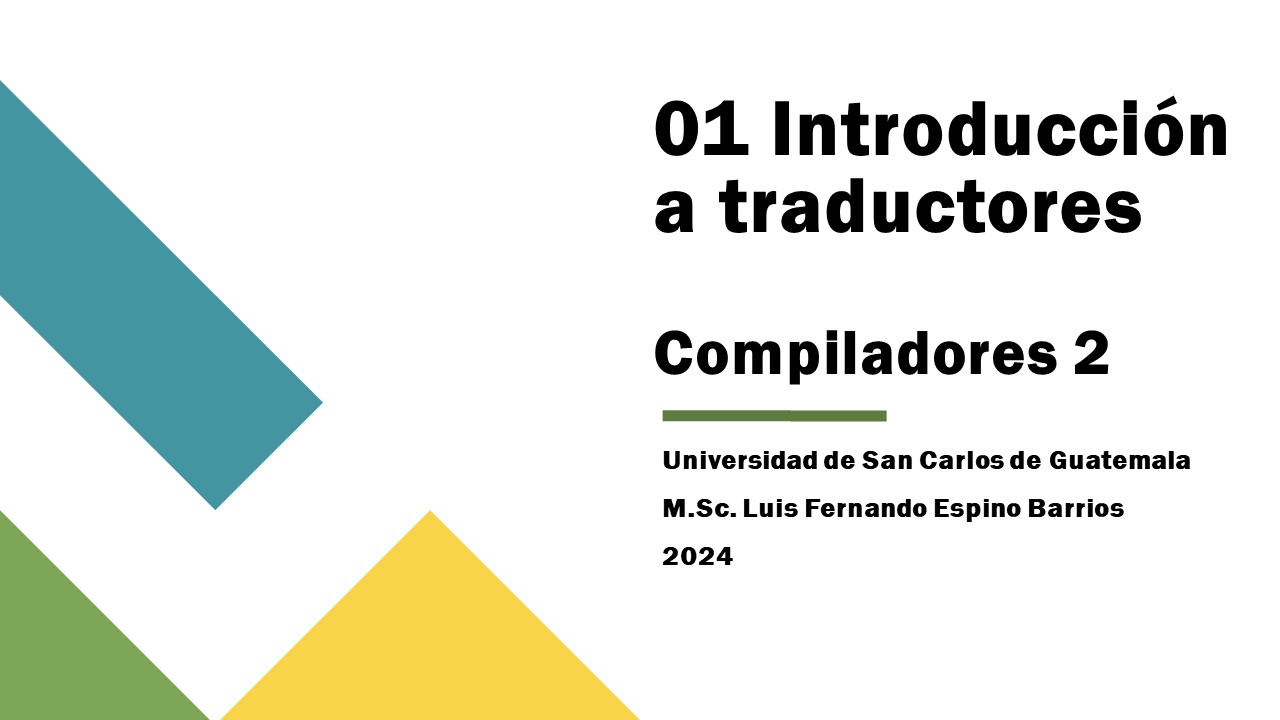 01 Introducción
a traductores
Compiladores 2
Universidad de San Carlos de Guatemala
M.Sc. Luis Fernando Espino Barrios
2024